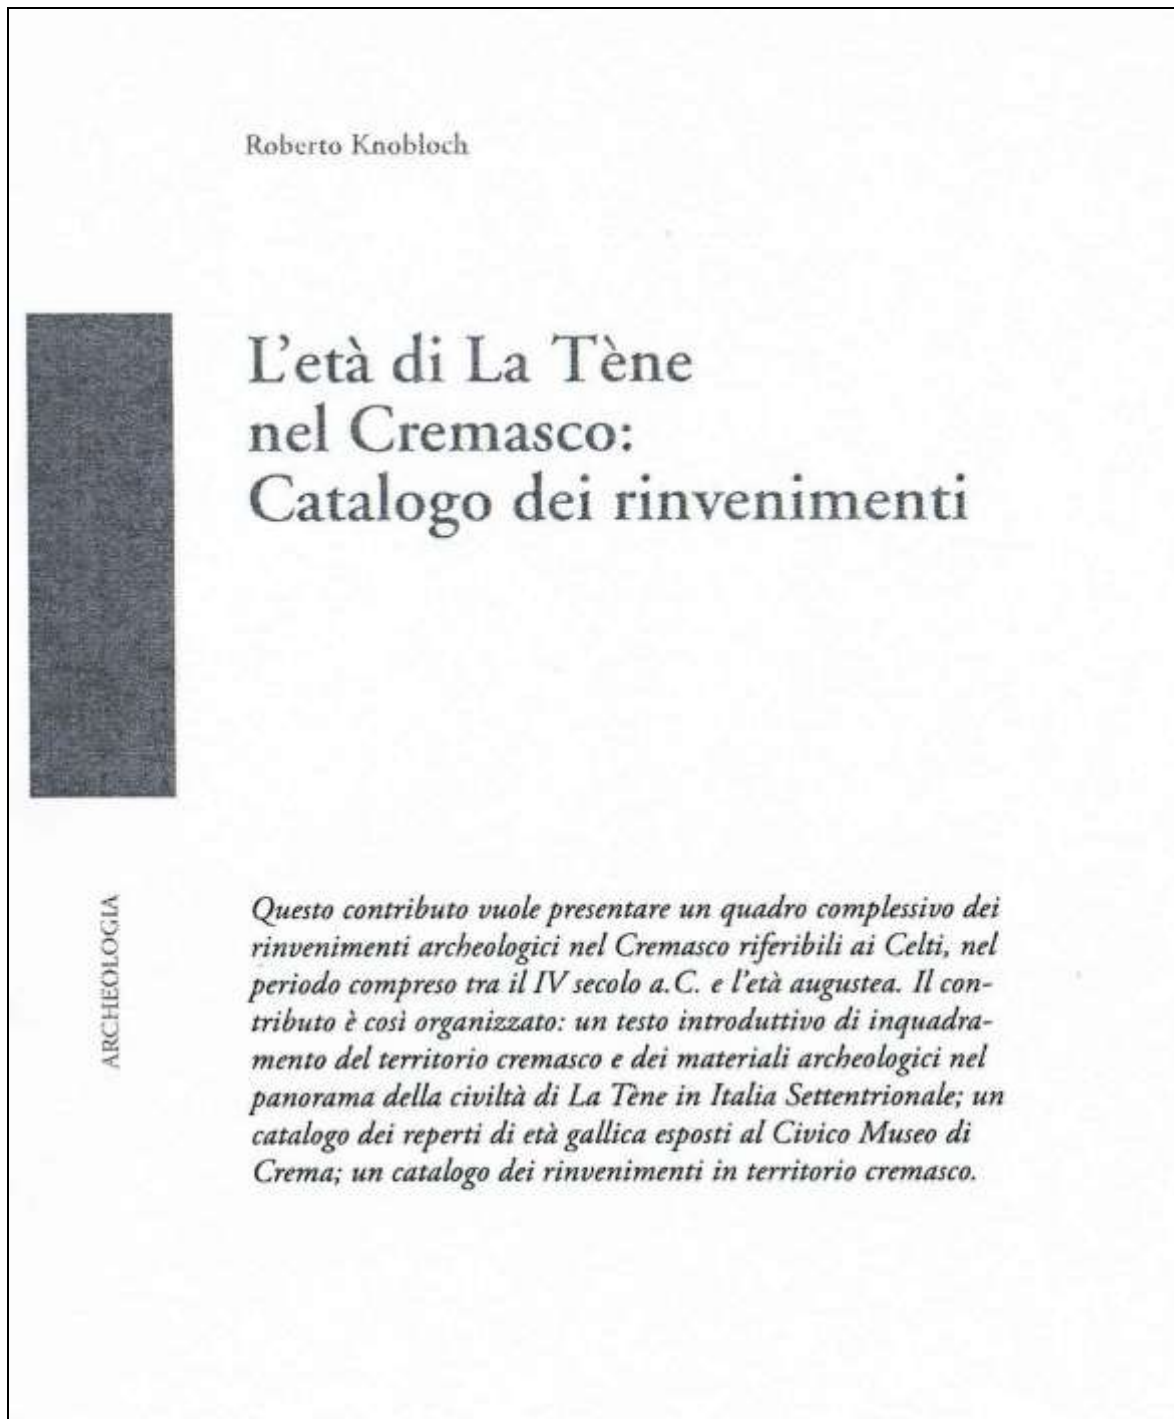 Roberto Knobloch
L'età di La Tène
nel Cremasco:
Catalogo dei rinvenimenti
ARCHEOLOGIA
Questo contributo vuole presentare un quadro complessivo dei
rinvenimenti archeologici nel Cremasco riferibili ai Celti, nel
periodo compreso tra il IV secolo a.C. e l'età augustea. Il con-
tributo è così organizzato: un testo introduttivo di inquadra-
mento del territorio cremasco e dei materiali archeologici nel
panorama della civiltà di La Tène in Italia Settentrionale; un
catalogo dei reperti di età gallica esposti al Civico Museo di
Crema; un catalogo dei rinvenimenti in territorio cremasco.